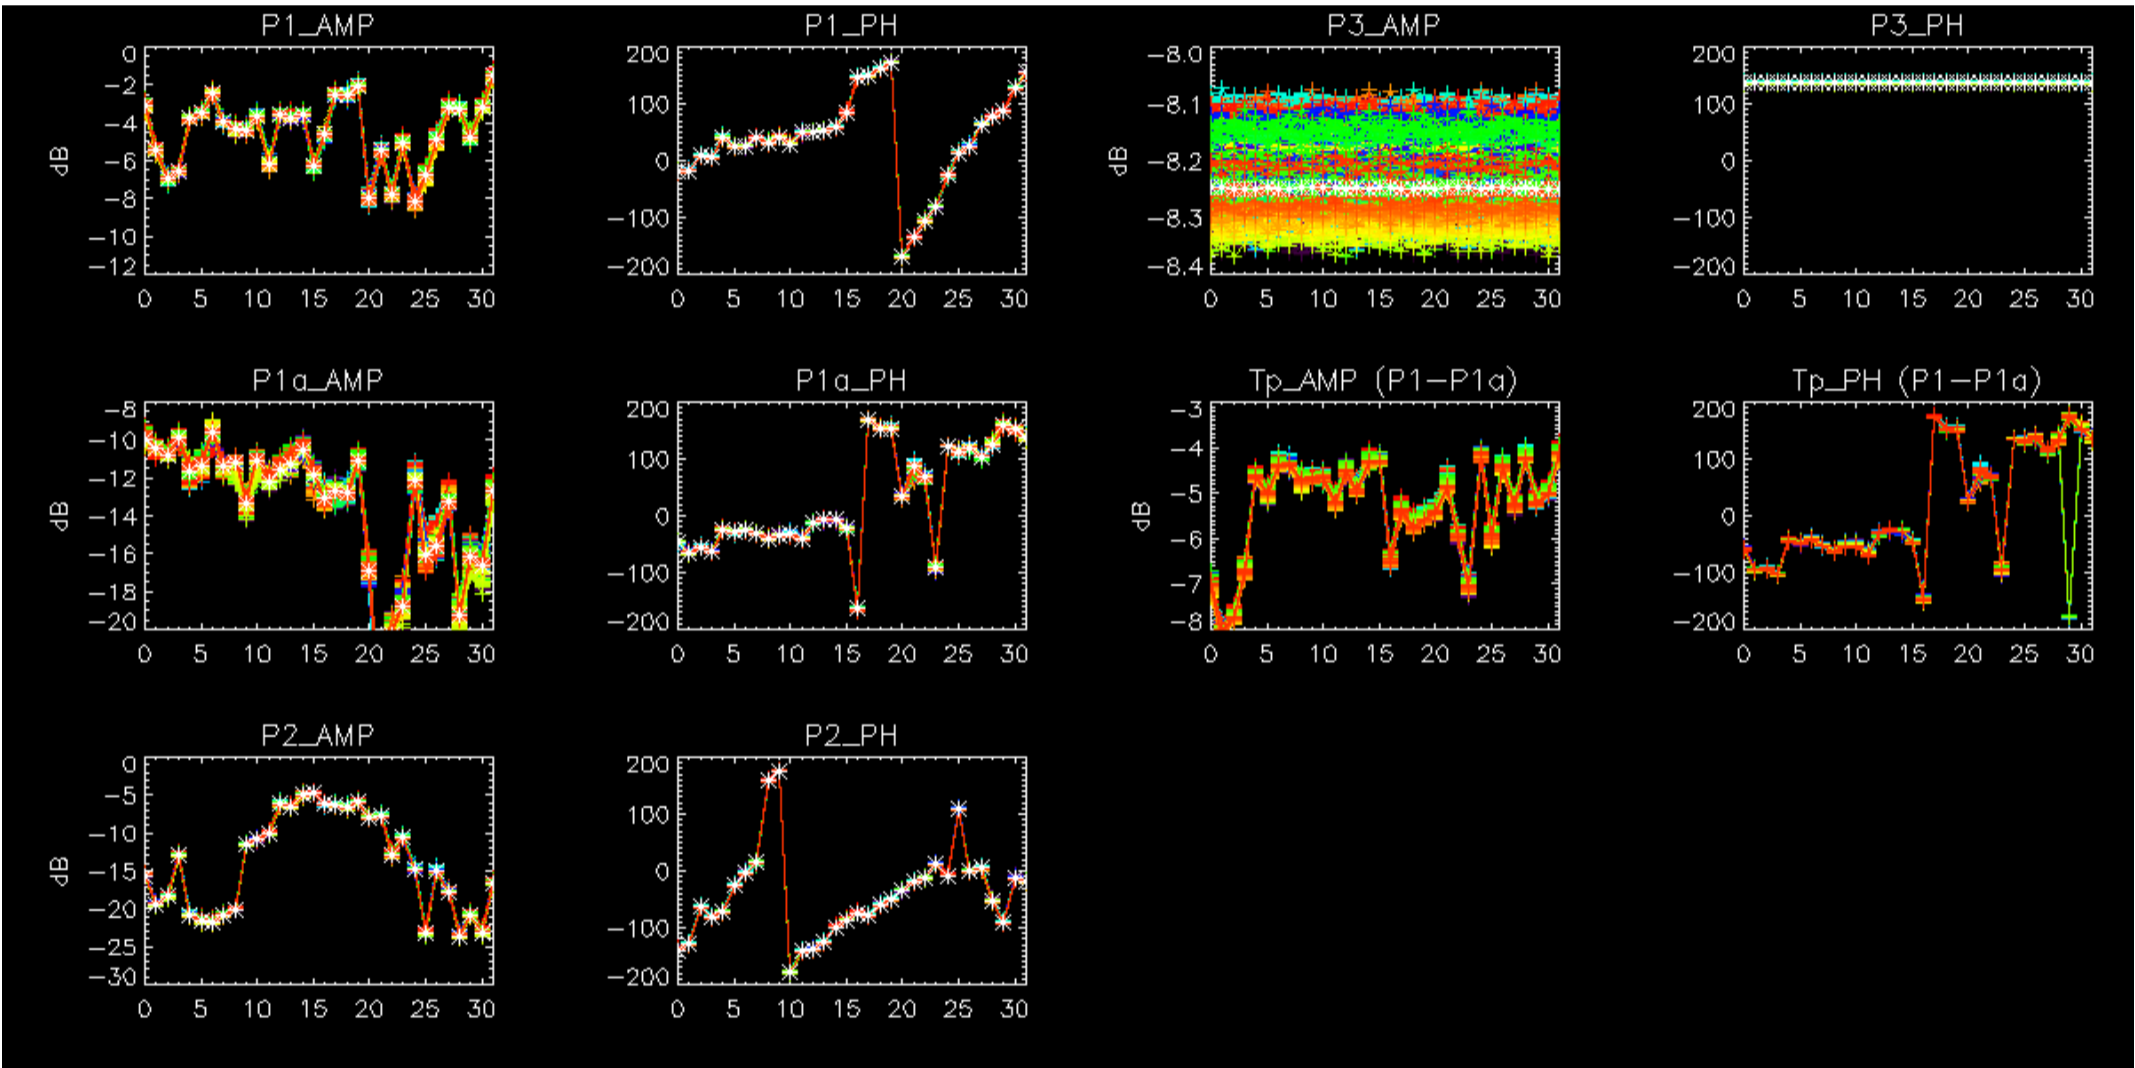 P1_AMP
P1_PH
P3_AMP
P3_PH
0
-2
-4
-6
-8
-10
-12
dB
0 5 10 15 20 25 30
200
100
0
-100
-200
0 5 10 15 20 25 30
-8.0
-8.1
-8.2
-8.3
-8.4
dB
0 5 10 15 20 25 30
200
100
0
-100
-200
0 5 10 15 20 25 30
P1a_AMP
P1a_PH
Tp_AMP (P1-P1a)
Tp_PH (P1-P1a)
-8
-10
-12
-14
-16
-18
-20
dB
0 5 10 15 20 25 30
200
100
0
-100
-200
0 5 10 15 20 25 30
-3
-4
-5
-6
-7
-8
dB
0 5 10 15 20 25 30
200
100
0
-100
-200
0 5 10 15 20 25 30
P2_AMP
P2_PH
0
-5
-10
-15
-20
-25
-30
dB
0 5 10 15 20 25 30
200
100
0
-100
-200
0 5 10 15 20 25 30